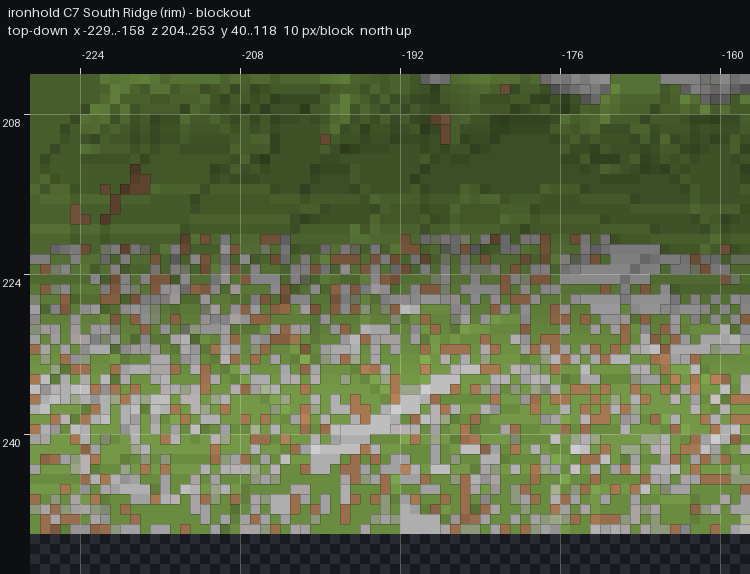 ironhold C7 South Ridge (rim) - blockout
top-down x -229..-158 z 204..253 y 40..118 10 px/block north up
-224 -208 -192 -176 -160
208
224
240